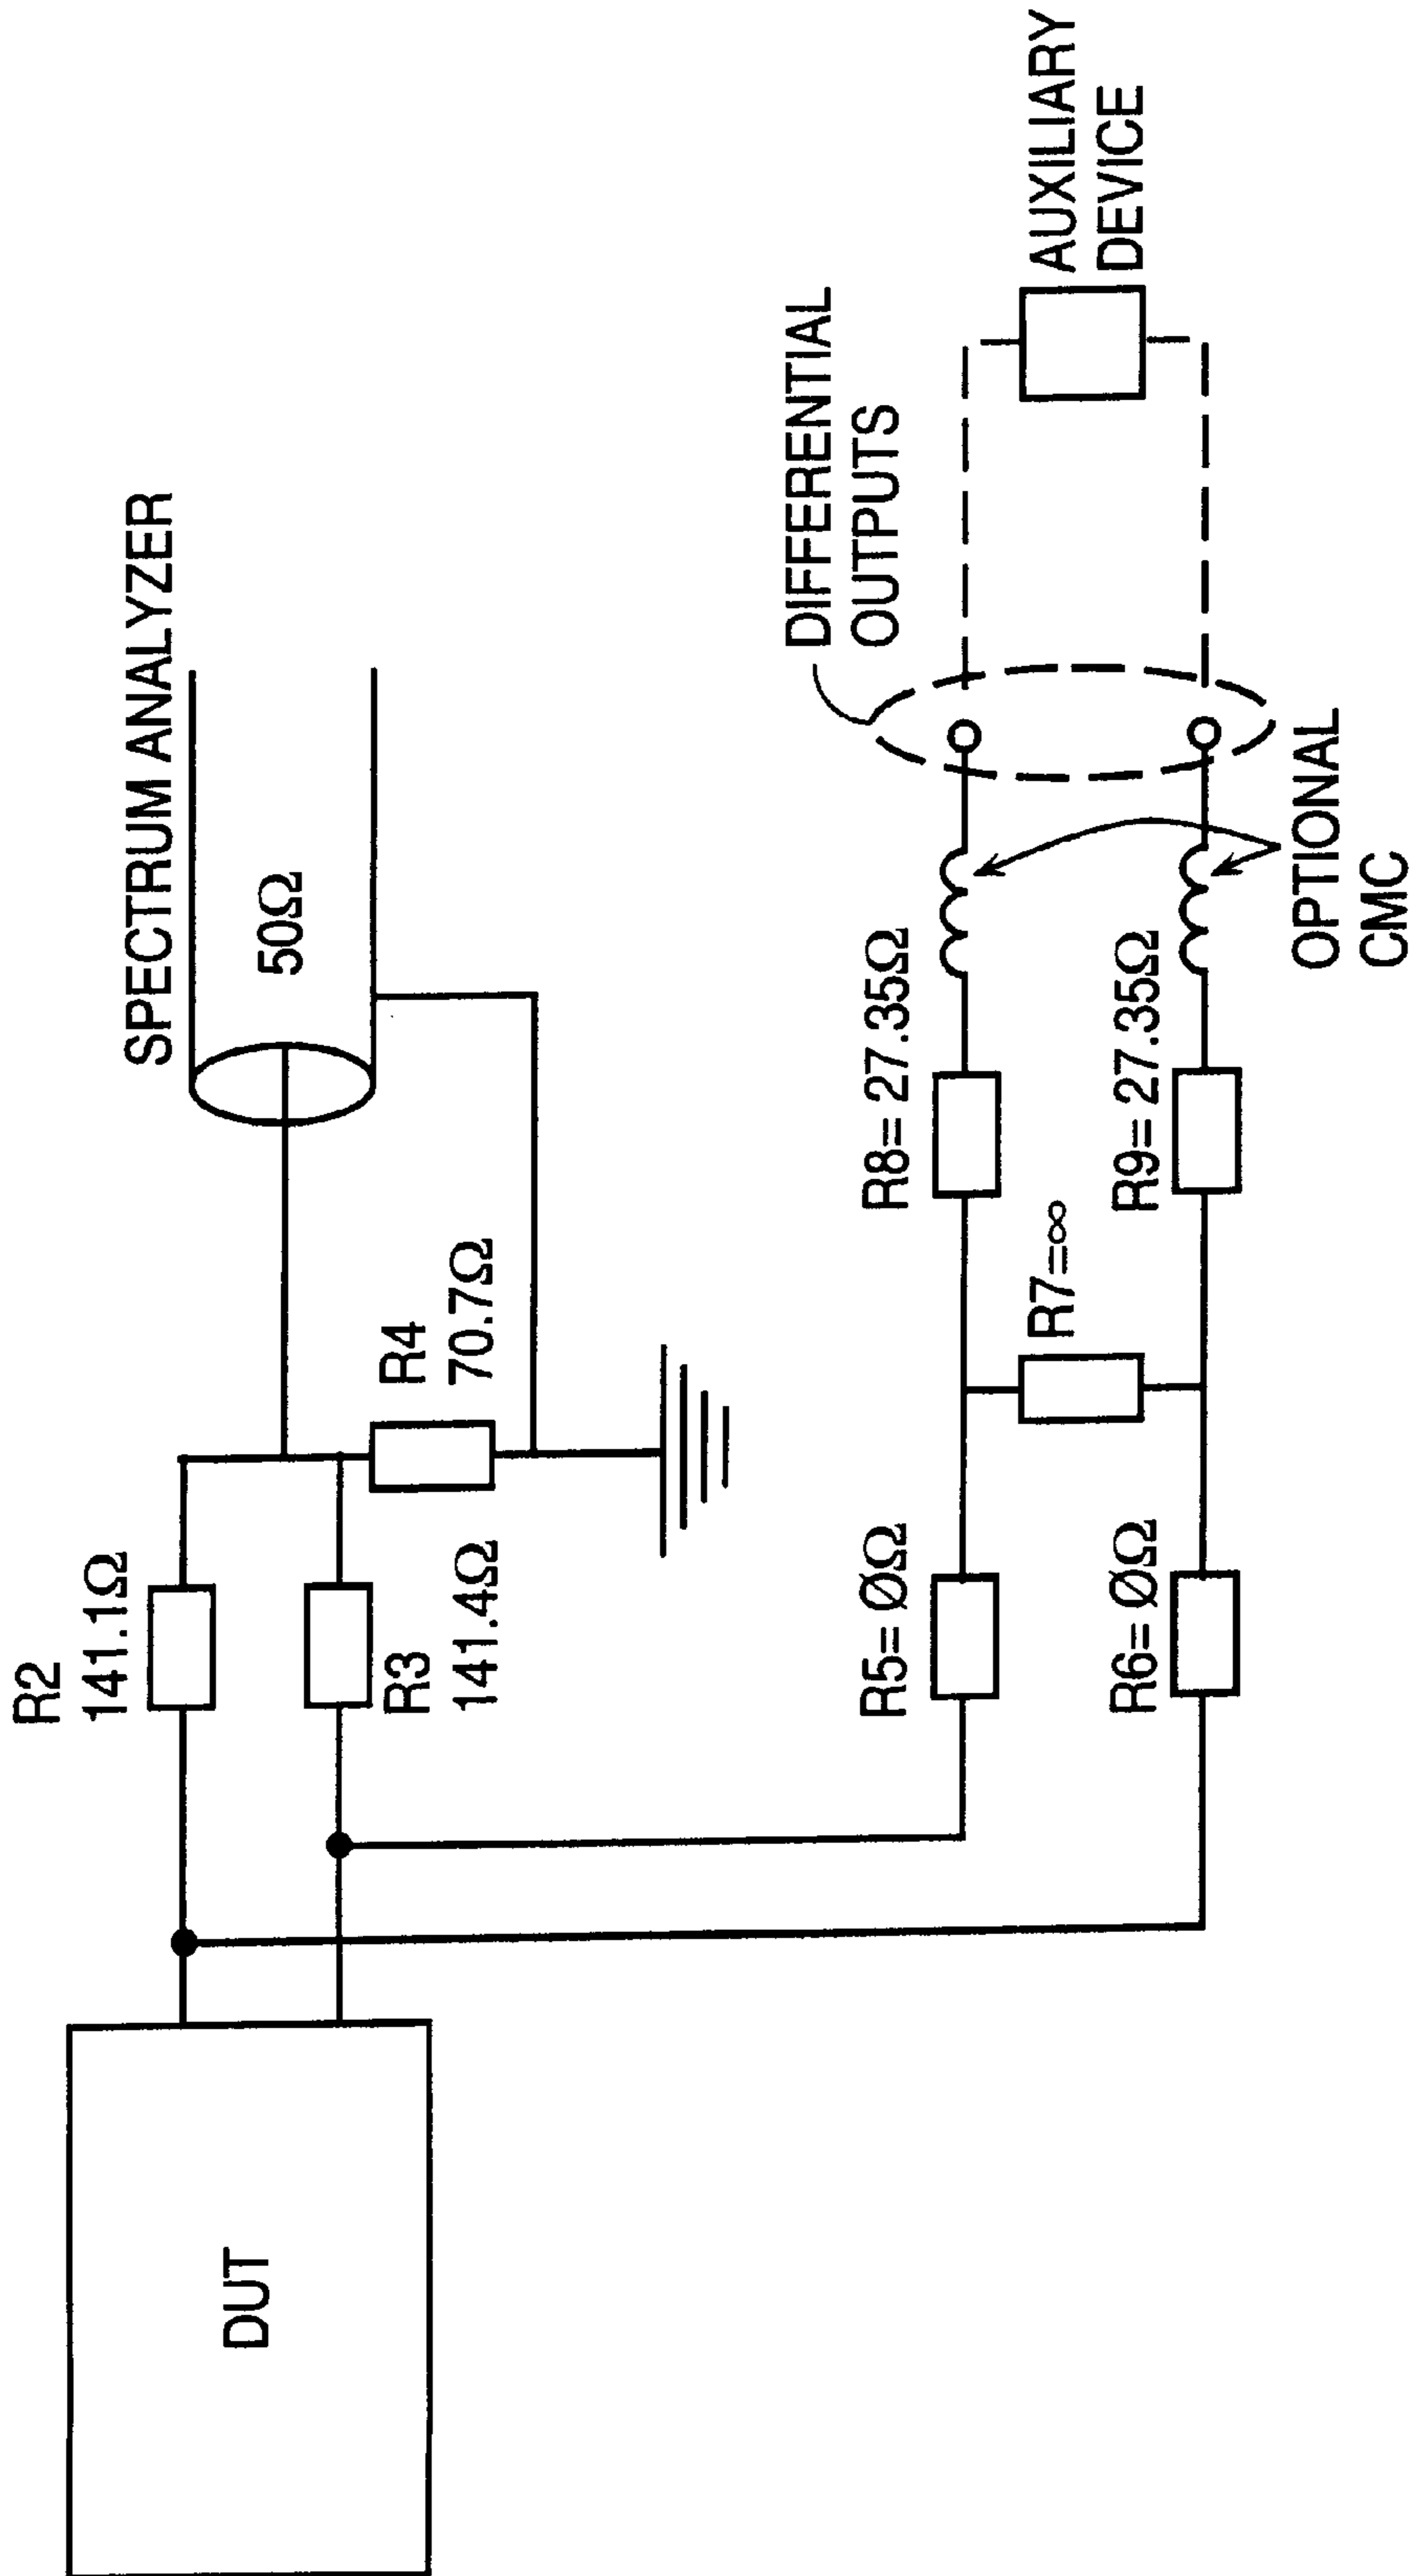 SPECTRUM ANALYZER
50Ω
R2
141.1Ω
R3
141.4Ω
R4
70.7Ω
DUT
DIFFERENTIAL
OUTPUTS
AUXILIARY
DEVICE
R5= ØΩ
R8= 27.35Ω
R7=∞
R6= ØΩ
R9= 27.35Ω
OPTIONAL
CMC